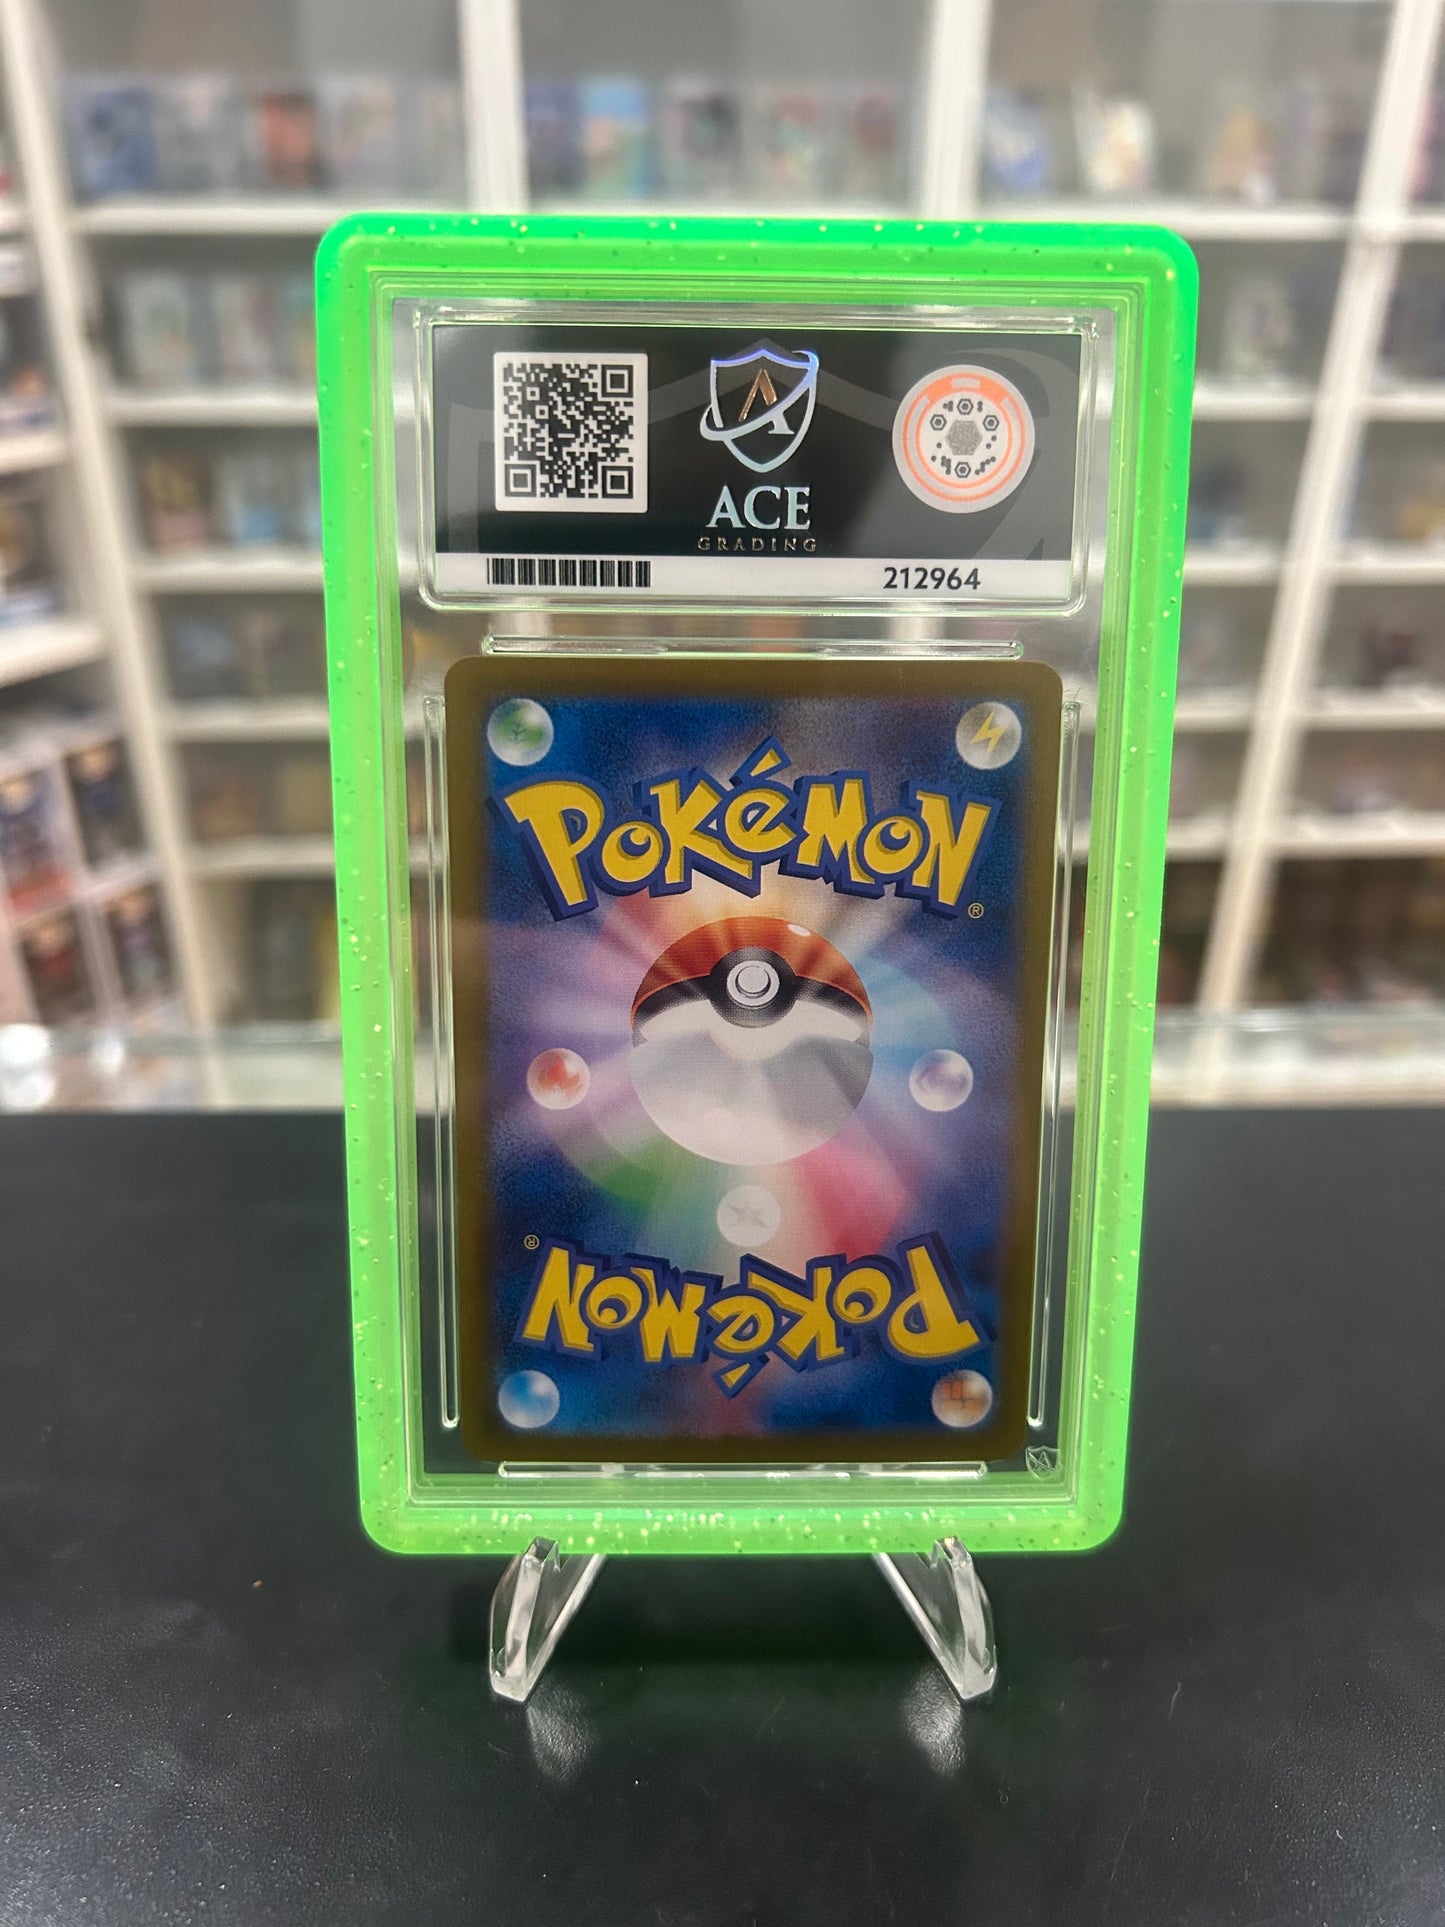 ACE
GRADING
212964
POKéMON
®
®
POKéMON